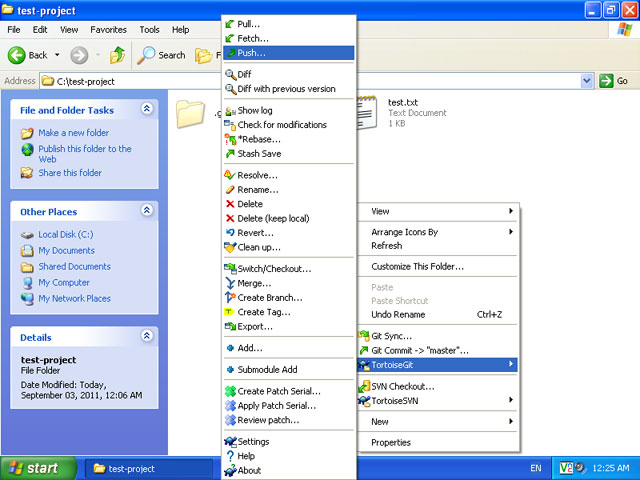 test-project
File
Edit
View
Favorites
Tools
Help
Back
Search
Address
C:\test-project
Go
File and Folder Tasks
Make a new folder
Publish this folder to the
Web
Share this folder
Other Places
Local Disk (C:)
My Documents
Shared Documents
My Computer
My Network Places
Details
test-project
File Folder
Date Modified: Today,
September 03, 2011, 12:06 AM
test.txt
Text Document
1 KB
Pull...
Fetch...
Push...
Diff
Diff with previous version
Show log
Check for modifications
*Rebase...
Stash Save
Resolve...
Rename...
Delete
Delete (keep local)
Revert...
Clean up...
Switch/Checkout...
Merge...
Create Branch...
Create Tag...
Export...
Add...
Submodule Add
Create Patch Serial...
Apply Patch Serial...
Review patch...
Settings
Help
About
View
Arrange Icons By
Refresh
Customize This Folder...
Paste
Paste Shortcut
Undo Rename Ctrl+Z
Git Sync...
Git Commit -> "master"...
TortoiseGit
SVN Checkout...
TortoiseSVN
New
Properties
start
test-project
EN
12:25 AM